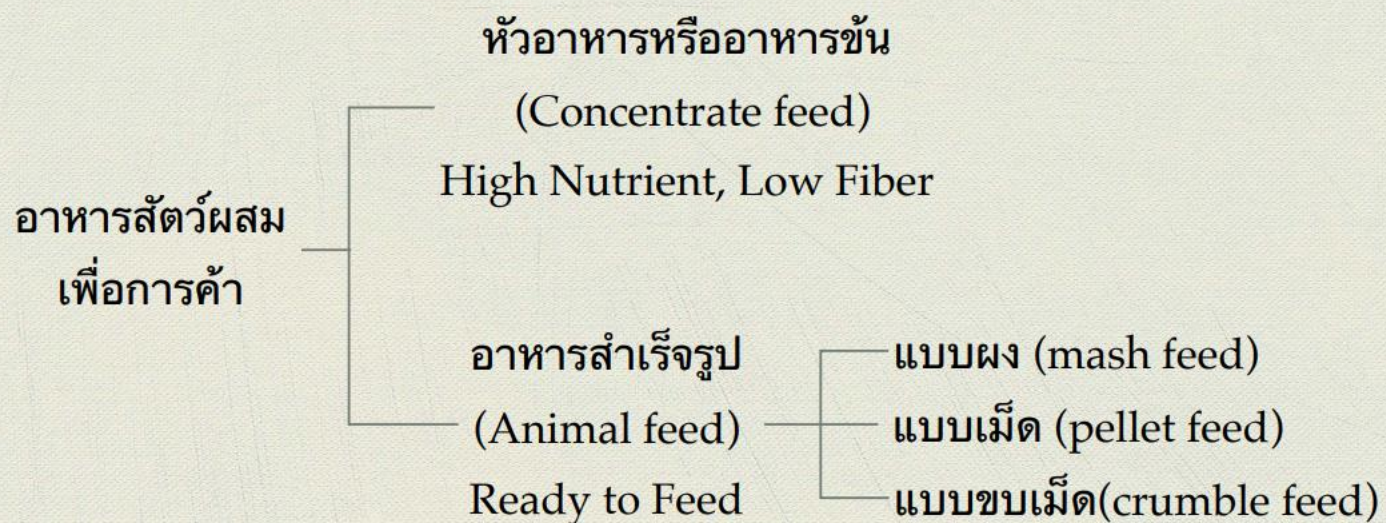 หัวอาหารหรืออาหารข้น
(Concentrate feed)
High Nutrient, Low Fiber
อาหารสัตว์ผสม
เพื่อการค้า
อาหารสำเร็จรูป
(Animal feed)
Ready to Feed
แบบผง (mash feed)
แบบเม็ด (pellet feed)
แบบขบเม็ด(crumble feed)